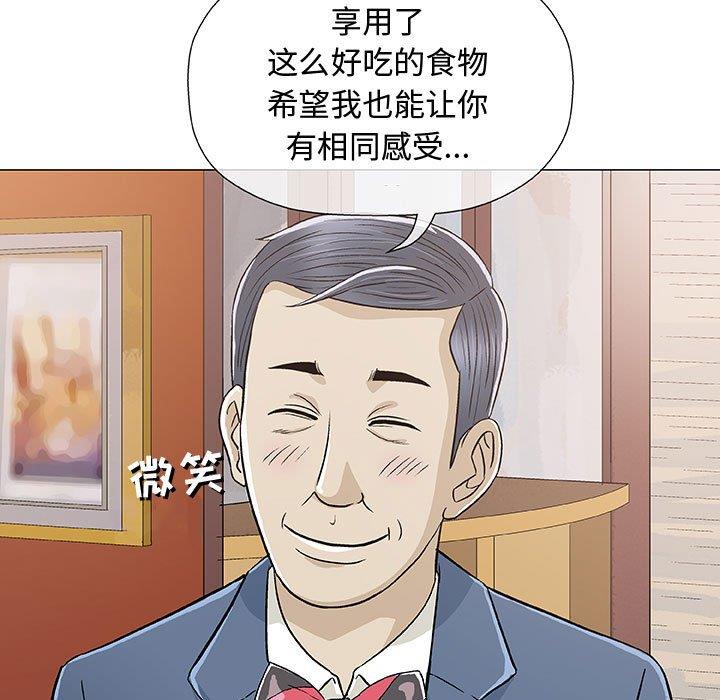 享用了
这么好吃的食物
希望我也能让你
有相同感受...
微笑